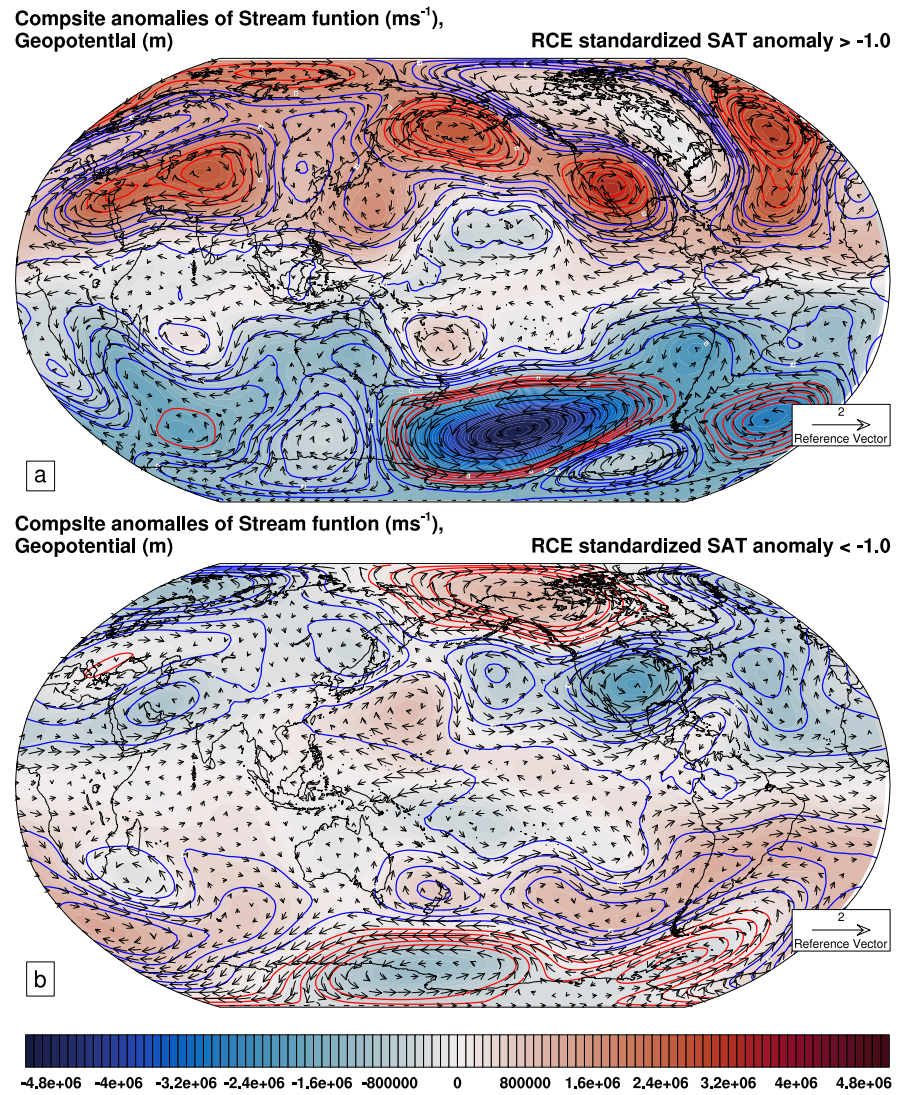 Compsite anomalies of Stream funtion (ms-1),
Geopotential (m)
RCE standardized SAT anomaly > -1.0
2
Reference Vector
a
Compsite anomalies of Stream funtion (ms-1),
Geopotential (m)
RCE standardized SAT anomaly < -1.0
2
Reference Vector
b
-4.8e+06 -4e+06 -3.2e+06 -2.4e+06 -1.6e+06 -800000 0 800000 1.6e+06 2.4e+06 3.2e+06 4e+06 4.8e+06